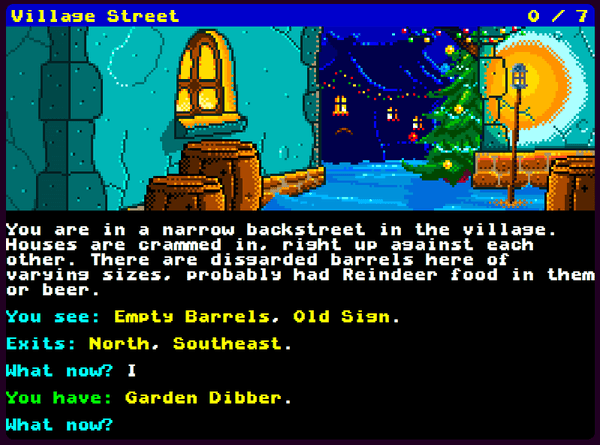 Village Street 0 / 7
You are in a narrow backstreet in the village.
Houses are crammed in, right up against each
other. There are disgarded barrels here of
varying sizes, probably had Reindeer food in them
or beer.
You see: Empty Barrels, Old Sign.
Exits: North, Southeast.
What now? I
You have: Garden Dibber.
What now?